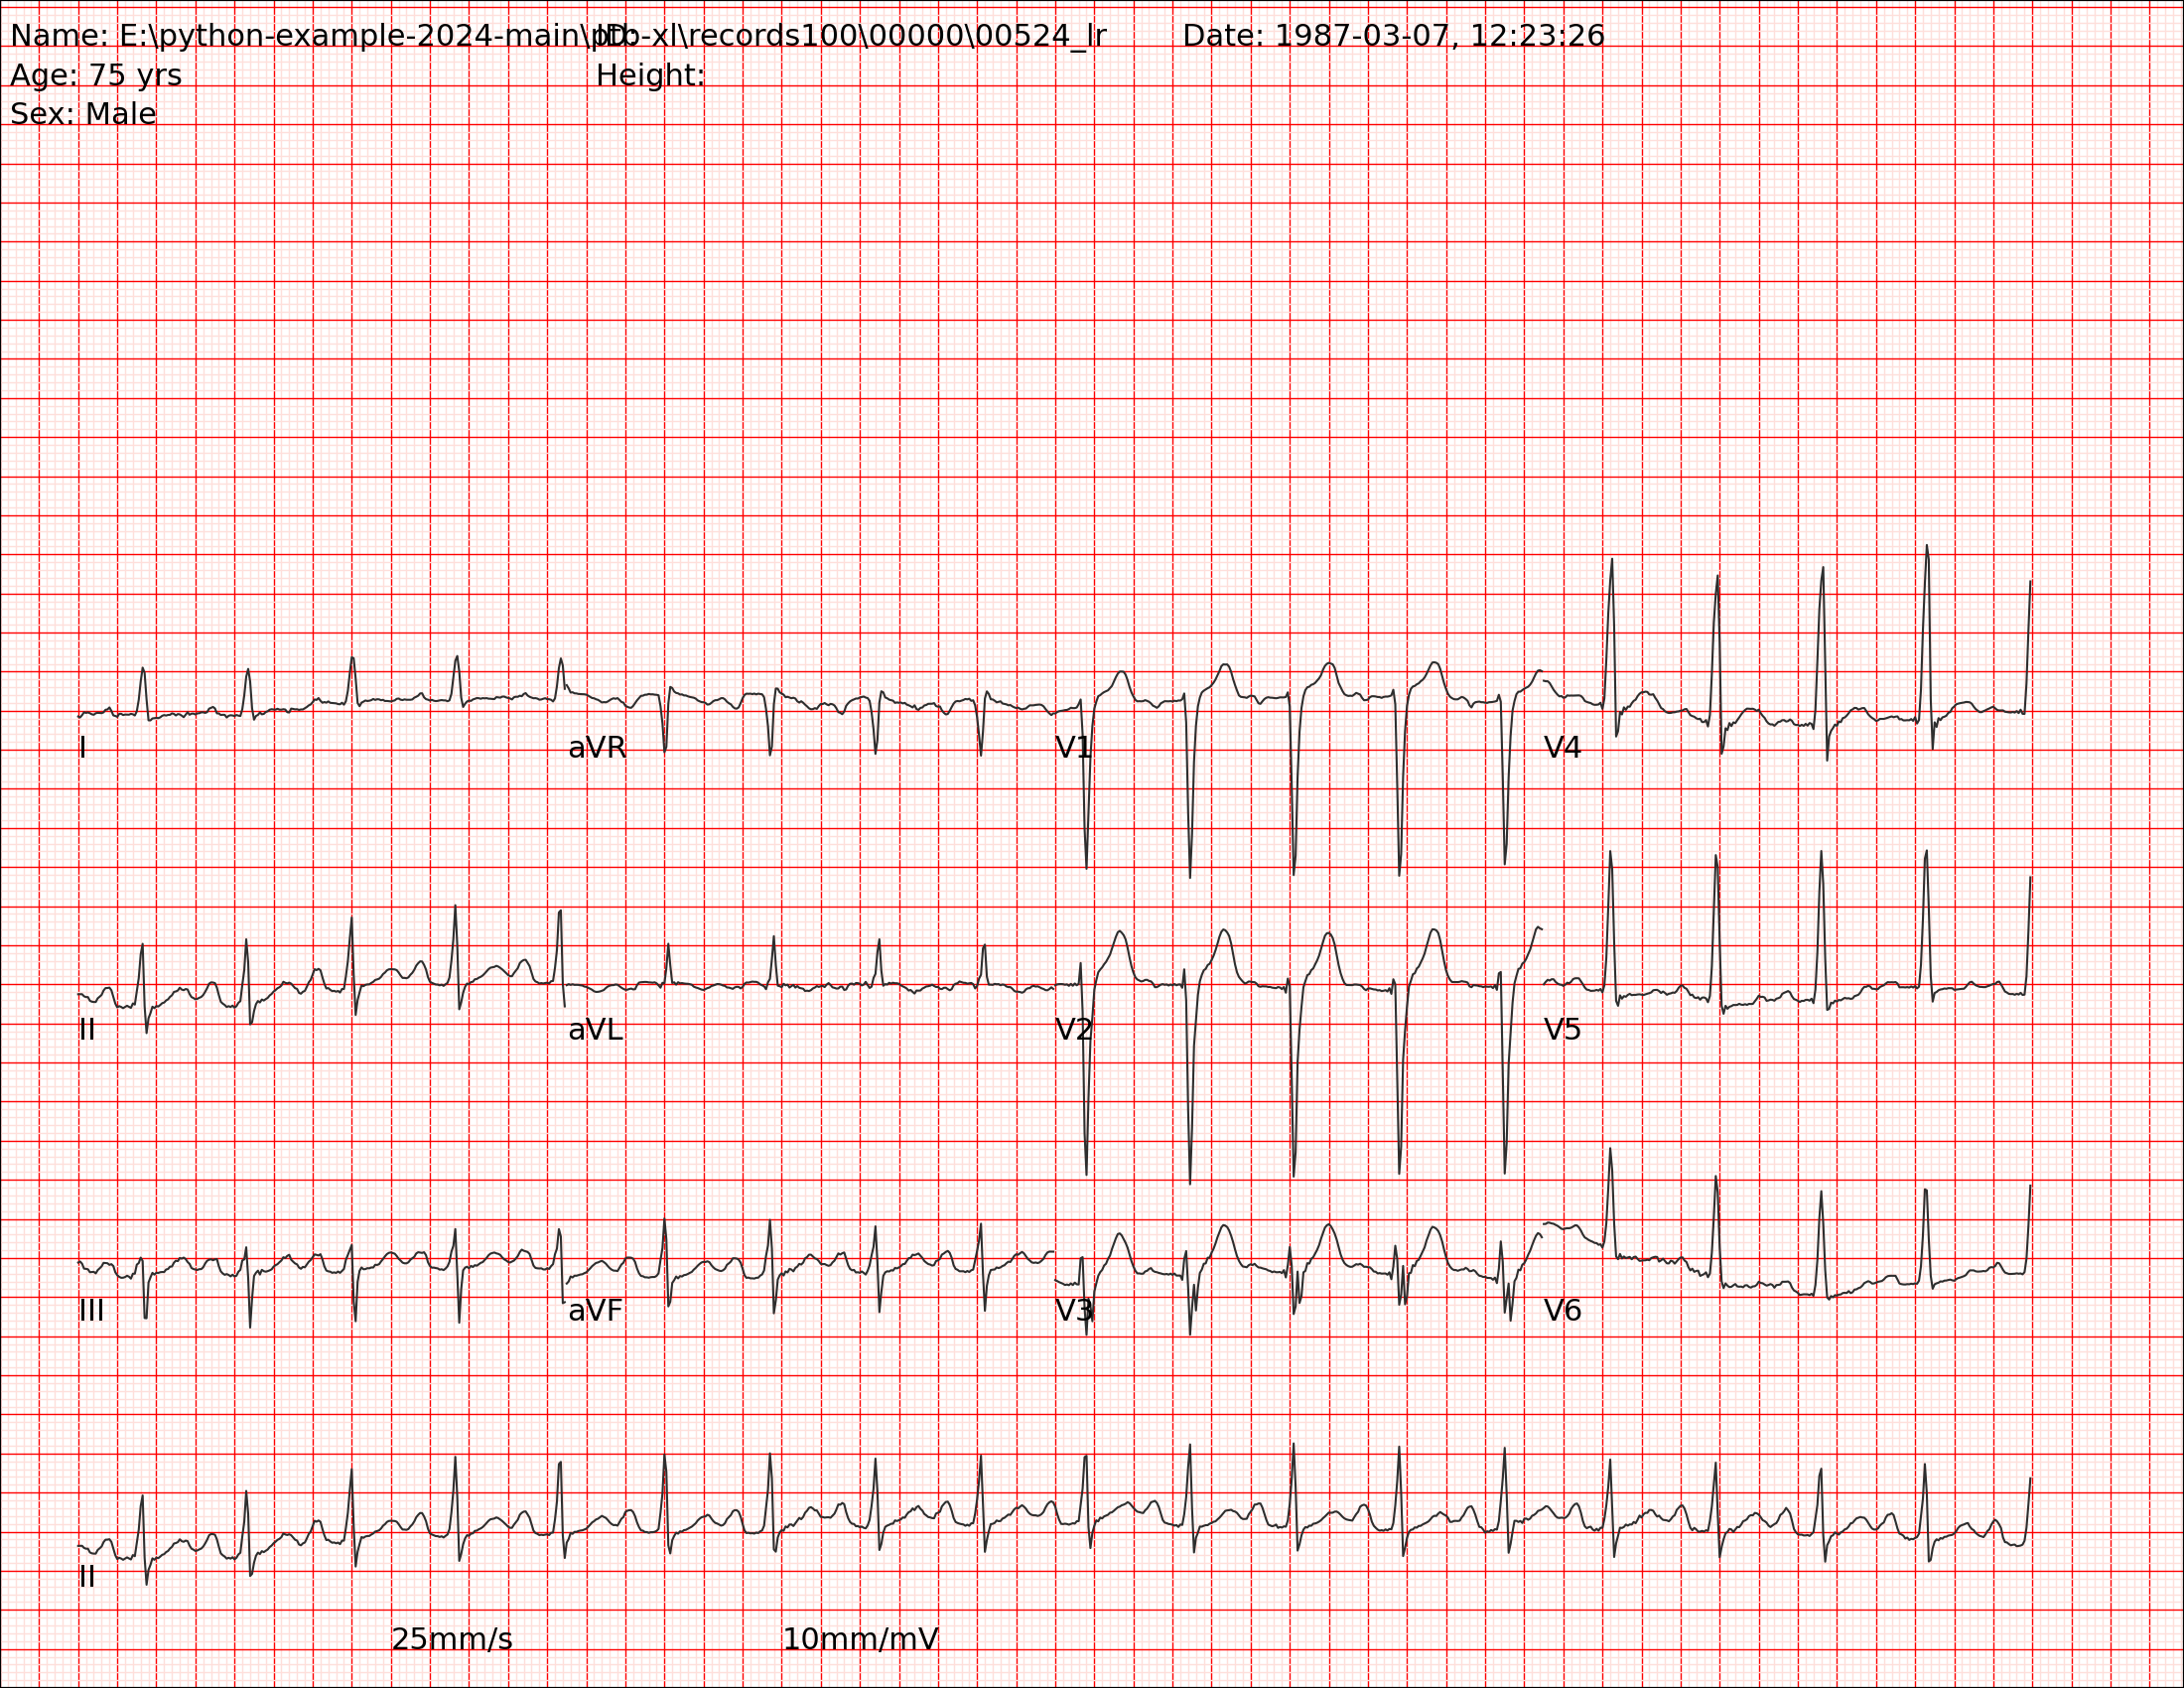 Name: E:\python-example-2024-main\ptb-xl\records100\00000\00524_lr ID: Date: 1987-03-07, 12:23:26
Age: 75 yrs Height:
Sex: Male
I aVR V1 V4
II aVL V2 V5
III aVF V3 V6
II
25mm/s 10mm/mV